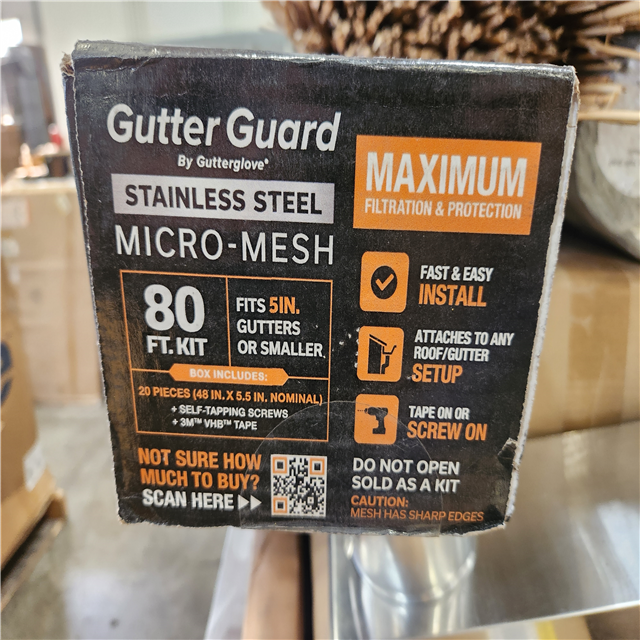 Gutter Guard
By Gutterglove®
STAINLESS STEEL
MICRO-MESH
80
FT. KIT
FITS 5IN.
GUTTERS
OR SMALLER
BOX INCLUDES:
20 PIECES (48 IN. X 5.5 IN. NOMINAL)
+ SELF-TAPPING SCREWS
+ 3M™ VHB™ TAPE
NOT SURE HOW
MUCH TO BUY?
SCAN HERE
MAXIMUM
FILTRATION & PROTECTION
FAST & EASY
INSTALL
ATTACHES TO ANY
ROOF/GUTTER
SETUP
TAPE ON OR
SCREW ON
DO NOT OPEN
SOLD AS A KIT
CAUTION:
MESH HAS SHARP EDGES